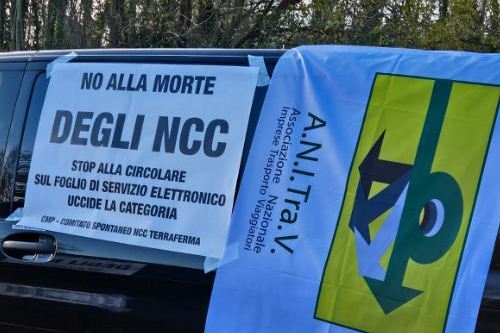 NO ALLA MORTE
DEGLI NCC
STOP ALLA CIRCOLARE
SUL FOGLIO DI SERVIZIO ELETTRONICO
UCCIDE LA CATEGORIA
CMP - COMITATO SPONTANEO NCC TERRAFERMA
A.N.I.Tra.V.
Associazione Nazionale
Imprese Trasporto Viaggiatori